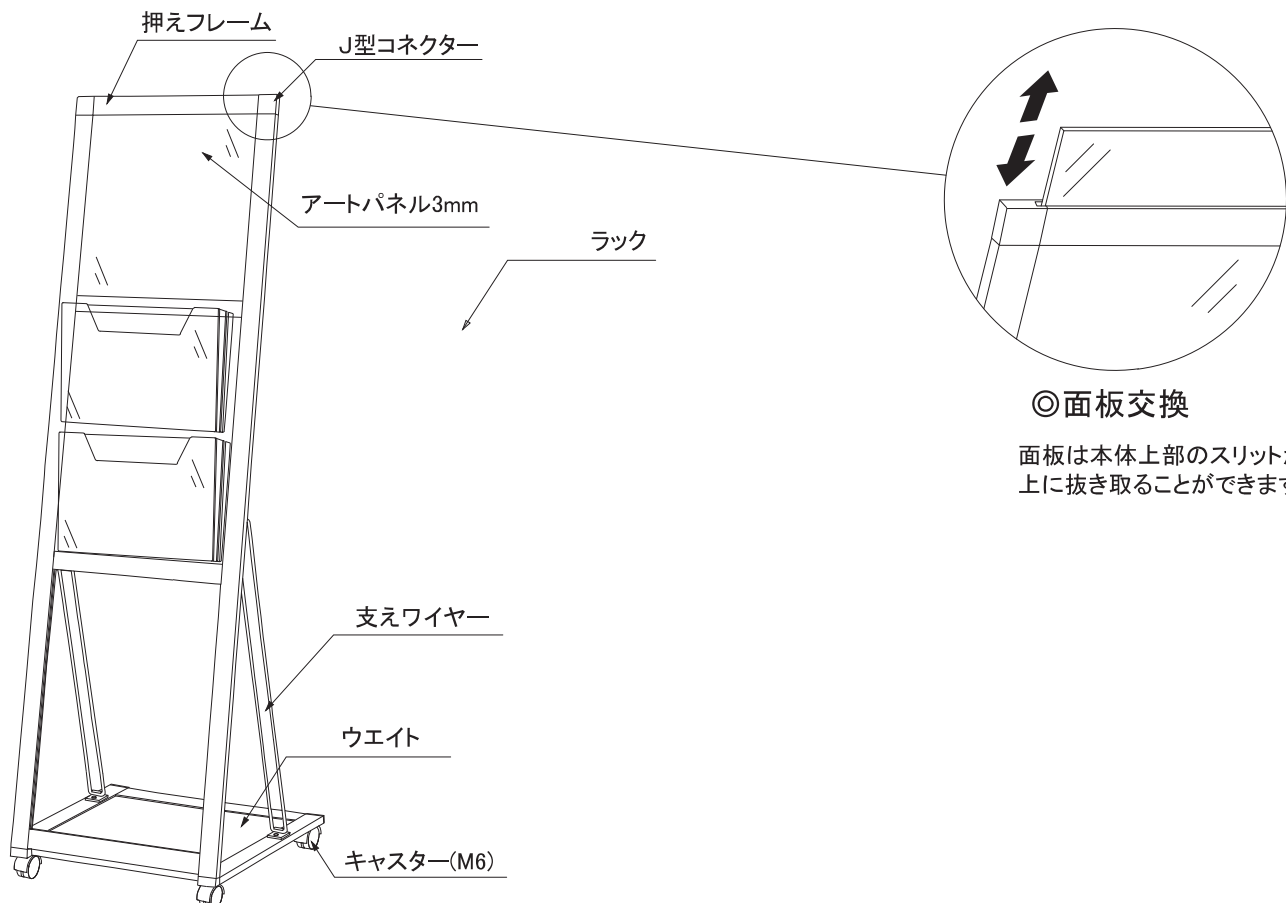 押えフレーム
J型コネクター
アートパネル3mm
ラック
◎面板交換
面板は本体上部のスリット
上に抜き取ることができます
支えワイヤー
ウエイト
キャスター(M6)